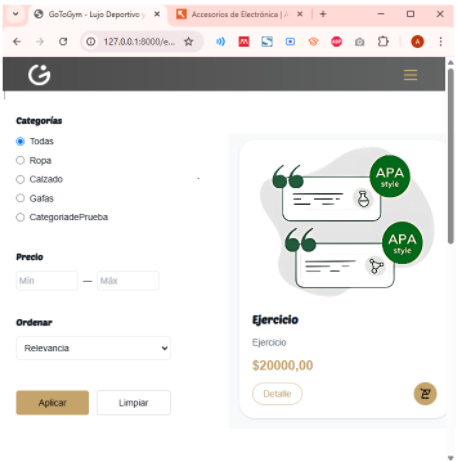 GoToGym - Lujo Deportivo y
Accesorios de Electrónica | A
127.0.0.1:8000/e...
A
G
Categorías
Todas
Ropa
Calzado
Gafas
CategoriadePrueba
Precio
Mín — Máx
Ordenar
Relevancia
Aplicar
Limpiar
APA
style
APA
style
Ejercicio
Ejercicio
$20000,00
Detalle